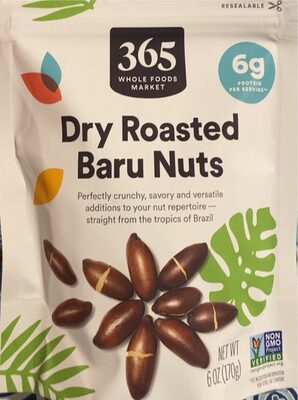 RESEALABLE
365
WHOLE FOODS
MARKET
6g
PROTEIN
PER SERVING**
Dry Roasted
Baru Nuts
Perfectly crunchy, savory and versatile
additions to your nut repertoire —
straight from the tropics of Brazil
NET WT
6 OZ (170g)
NON
GMO
Project
VERIFIED
nongmoproject.org